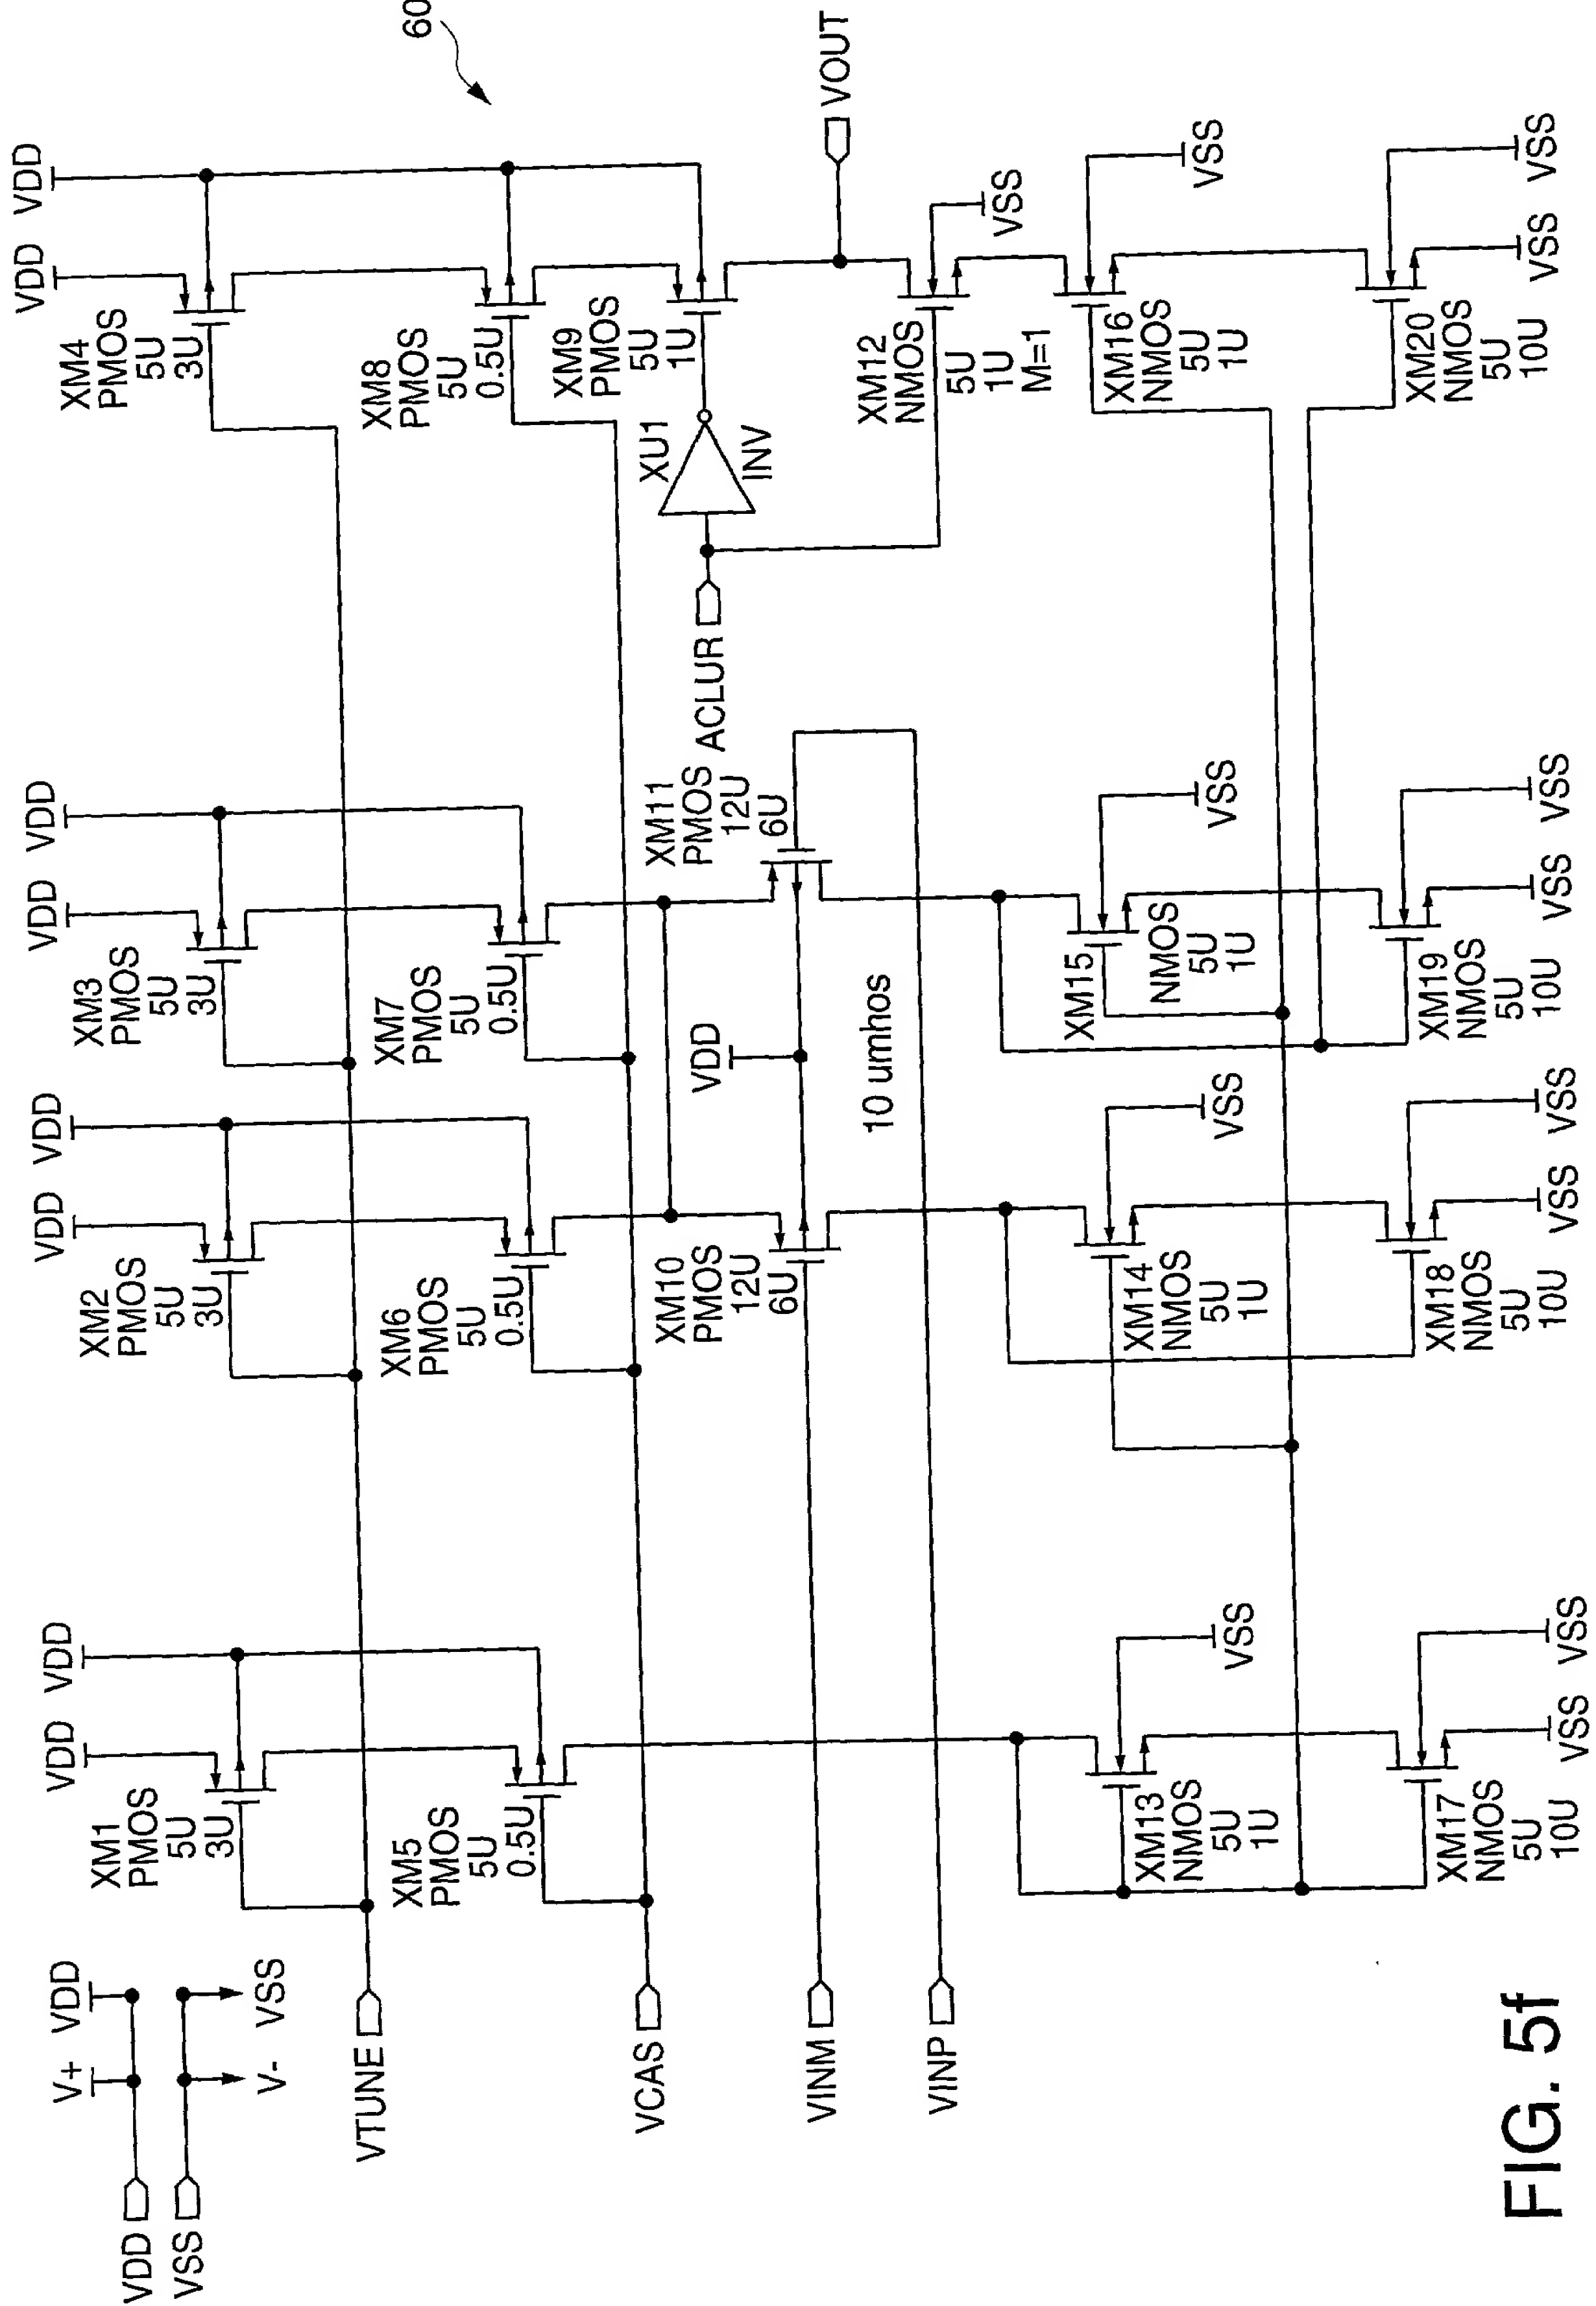 60
VDD
VDD
XM4
PMOS
5U
3U
XM8
PMOS
5U
0.5U
XM9
PMOS
5U
1U
XU1
INV
ACLUR
VOUT
XM12
NMOS
5U
1U
M=1
VSS
XM16
NMOS
5U
1U
VSS
XM20
NMOS
5U
10U
VSS
VSS
VDD
VDD
XM3
PMOS
5U
3U
XM7
PMOS
5U
0.5U
XM11
PMOS
12U
6U
VDD
10 umhos
XM15
NMOS
5U
1U
VSS
XM19
NMOS
5U
10U
VSS
VSS
VDD
VDD
XM2
PMOS
5U
3U
XM6
PMOS
5U
0.5U
XM10
PMOS
12U
6U
XM14
NMOS
5U
1U
VSS
XM18
NMOS
5U
10U
VSS
VSS
VDD
VDD
XM1
PMOS
5U
3U
XM5
PMOS
5U
0.5U
XM13
NMOS
5U
1U
VSS
XM17
NMOS
5U
10U
VSS
VSS
V+
VDD
V-
VSS
VDD
VSS
VTUNE
VCAS
VINM
VINP
FIG. 5f